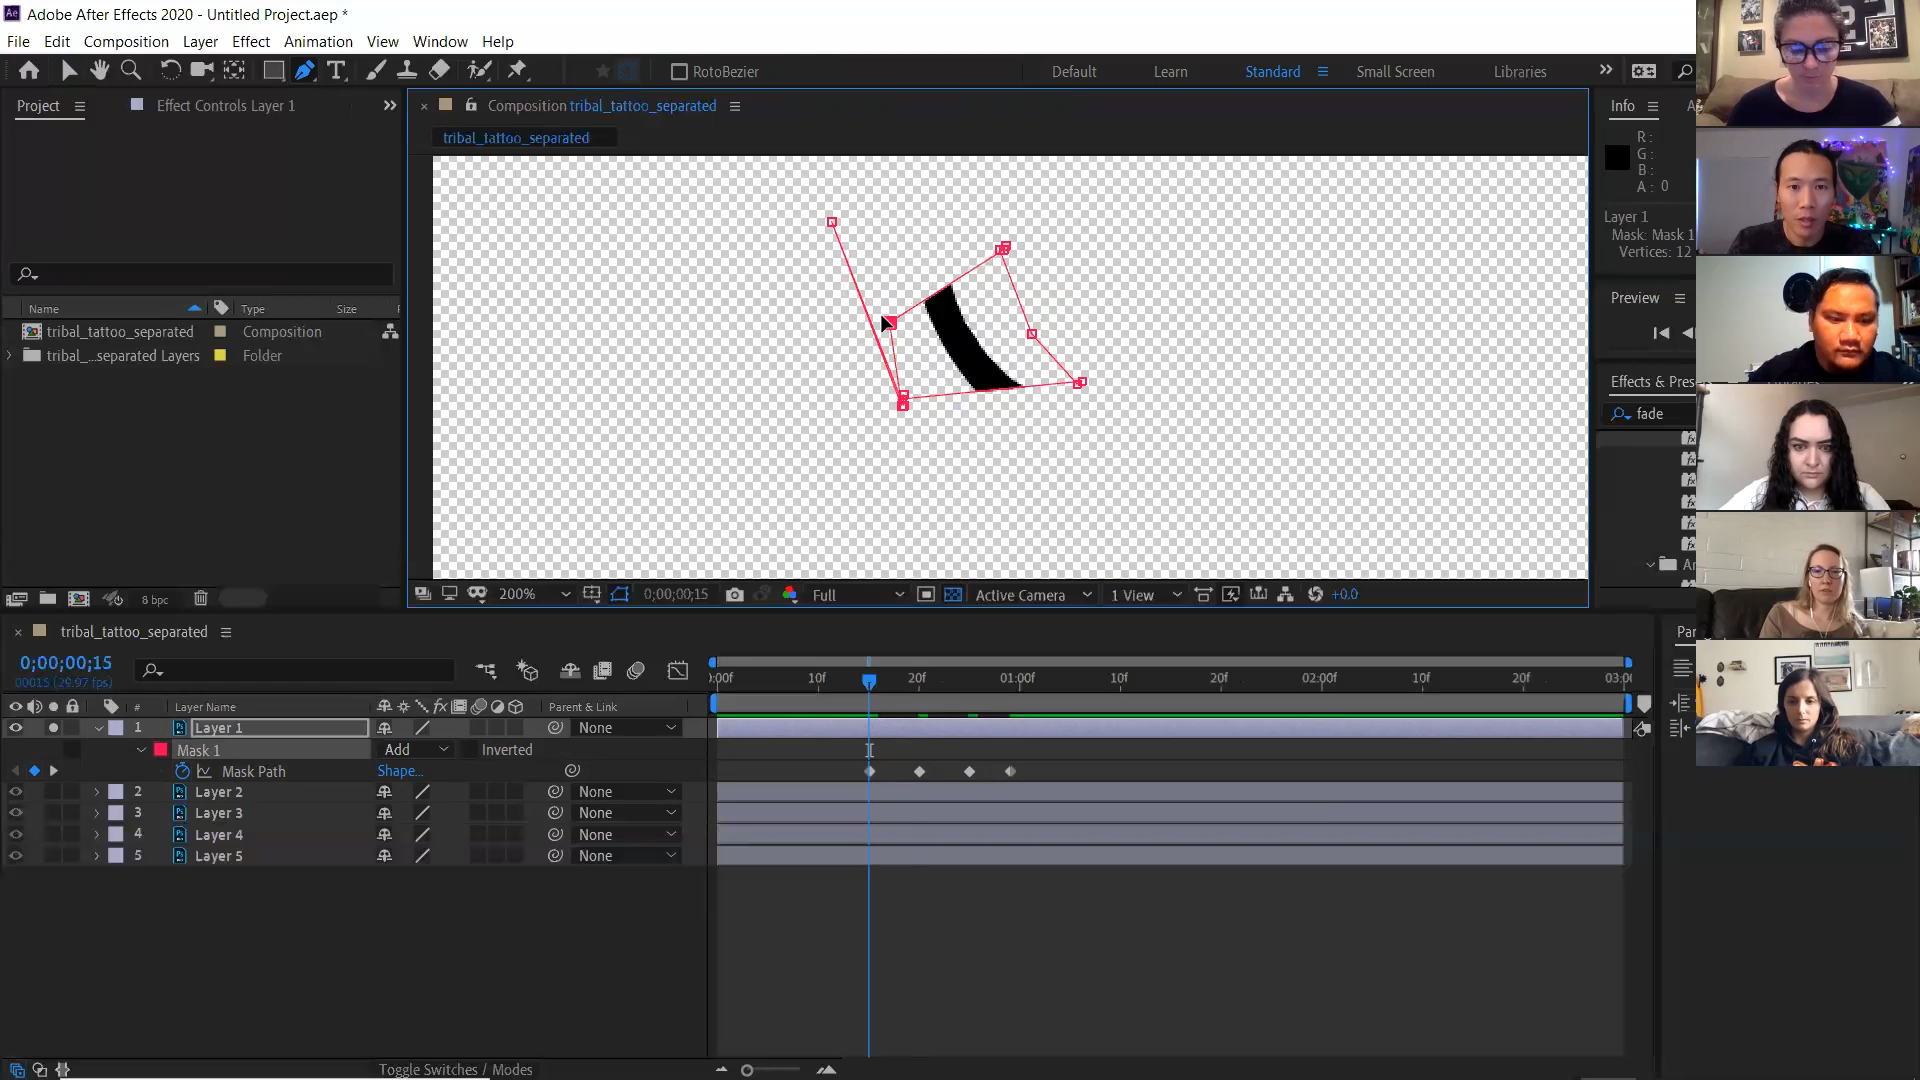 Ae Adobe After Effects 2020 - Untitled Project.aep *
File Edit Composition Layer Effect Animation View Window Help
RotoBezier Default Learn Standard Small Screen Libraries
Project Effect Controls Layer 1
Composition tribal_tattoo_separated
Info
tribal_tattoo_separated
R:
G:
B:
A: 0
Layer 1
Mask: Mask 1
Vertices: 12
Preview
Name Type Size
tribal_tattoo_separated Composition
tribal_...separated Layers Folder
Effects & Pres
fade
8 bpc
200% 0;00;00;15 Full Active Camera 1 View +0.0
tribal_tattoo_separated
0;00;00;15
00015 (29.97 fps)
10f 20f 01:00f 10f 20f 02:00f 10f 20f
# Layer Name Parent & Link
1 Layer 1 None
Mask 1 Add Inverted
Mask Path Shape...
2 Layer 2 None
3 Layer 3 None
4 Layer 4 None
5 Layer 5 None
Toggle Switches / Modes